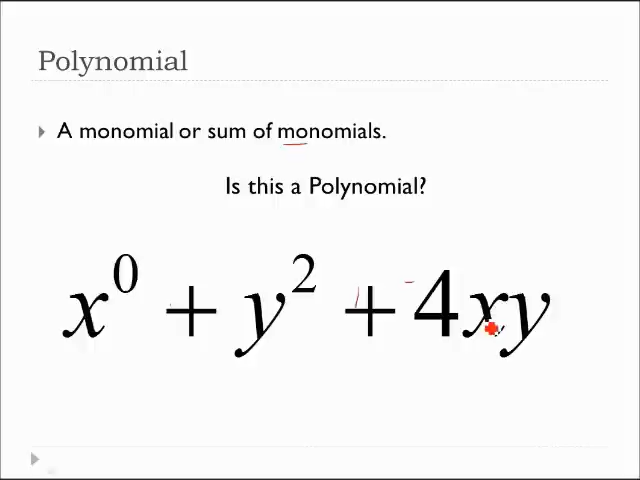 Polynomial
A monomial or sum of monomials.
Is this a Polynomial?
x⁰ + y² + 4xy